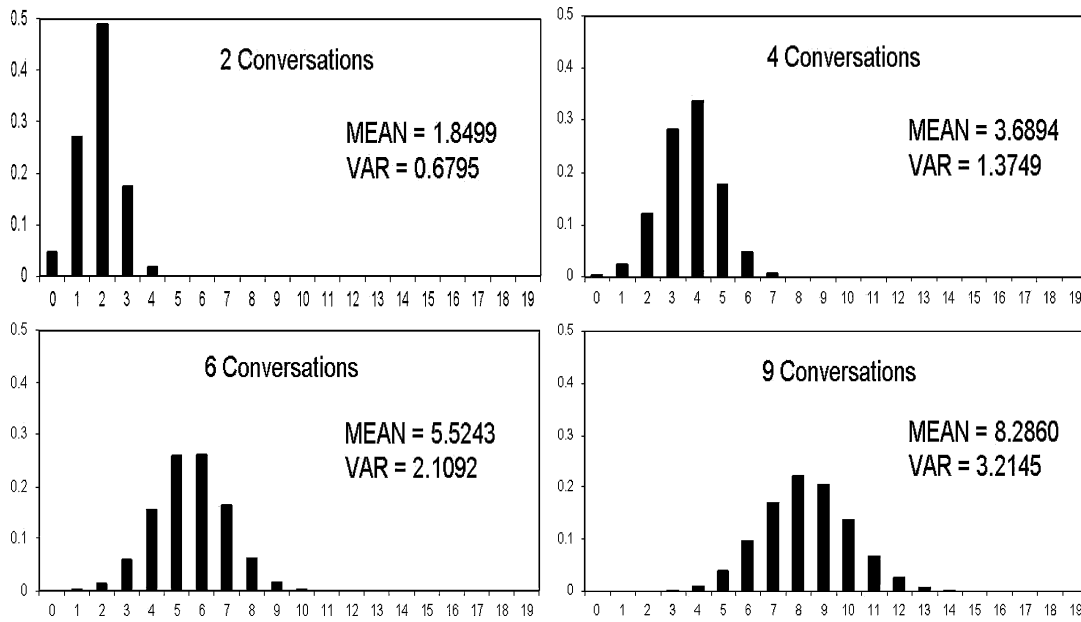 0.5
0.4
0.3
0.2
0.1
0
2 Conversations
MEAN = 1.8499
VAR = 0.6795
0 1 2 3 4 5 6 7 8 9 10 11 12 13 14 15 16 17 18 19
0.5
0.4
0.3
0.2
0.1
0
4 Conversations
MEAN = 3.6894
VAR = 1.3749
0 1 2 3 4 5 6 7 8 9 10 11 12 13 14 15 16 17 18 19
0.5
0.4
0.3
0.2
0.1
0
6 Conversations
MEAN = 5.5243
VAR = 2.1092
0 1 2 3 4 5 6 7 8 9 10 11 12 13 14 15 16 17 18 19
0.5
0.4
0.3
0.2
0.1
0
9 Conversations
MEAN = 8.2860
VAR = 3.2145
0 1 2 3 4 5 6 7 8 9 10 11 12 13 14 15 16 17 18 19